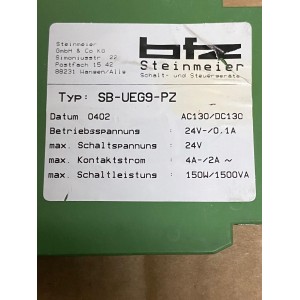 Steinmeier
GmbH & Co KG
Simoniusstr. 22
Postfach 15 42
88231 Wangen/Allg
bfz
Steinmeier
Schalt- und Steuergeräte
Typ: SB-UEG9-PZ
Datum 0402 AC130/DC130
Betriebsspannung : 24V-/0,1A
max. Schaltspannung : 24V
max. Kontaktstrom : 4A-/2A ~
max. Schaltleistung : 150W/1500VA